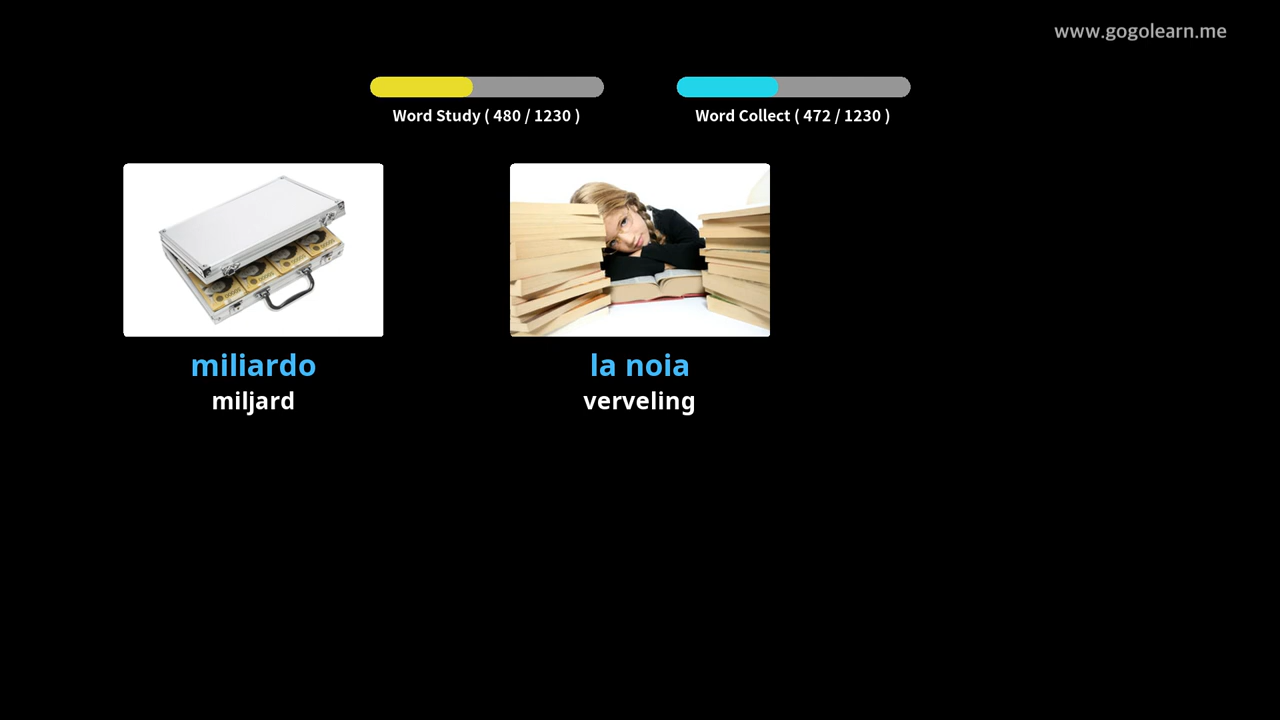 www.gogolearn.me
Word Study ( 480 / 1230 )
Word Collect ( 472 / 1230 )
miliardo
miljard
la noia
verveling